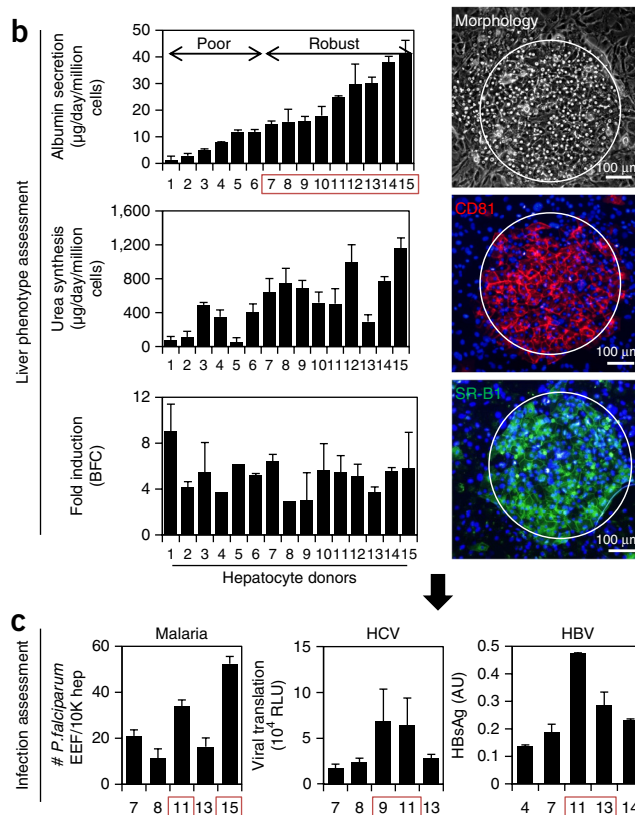 b
Liver phenotype assessment
Albumin secretion
(µg/day/million
cells)
50
40
30
20
10
0
Poor
Robust
1 2 3 4 5 6 7 8 9 10 11 12 13 14 15
Morphology
100 µm
Urea synthesis
(µg/day/million
cells)
1,600
1,200
800
400
0
1 2 3 4 5 6 7 8 9 10 11 12 13 14 15
CD81
100 µm
Fold induction
(BFC)
12
8
4
0
1 2 3 4 5 6 7 8 9 10 11 12 13 14 15
Hepatocyte donors
SR-B1
100 µm
c
Infection assessment
Malaria
# P.falciparum
EEF/10K hep
60
40
20
0
7 8 11 13 15
HCV
Viral translation
(10⁴ RLU)
15
10
5
0
7 8 9 11 13
HBV
HBsAg (AU)
0.5
0.4
0.3
0.2
0.1
0
4 7 11 13 14